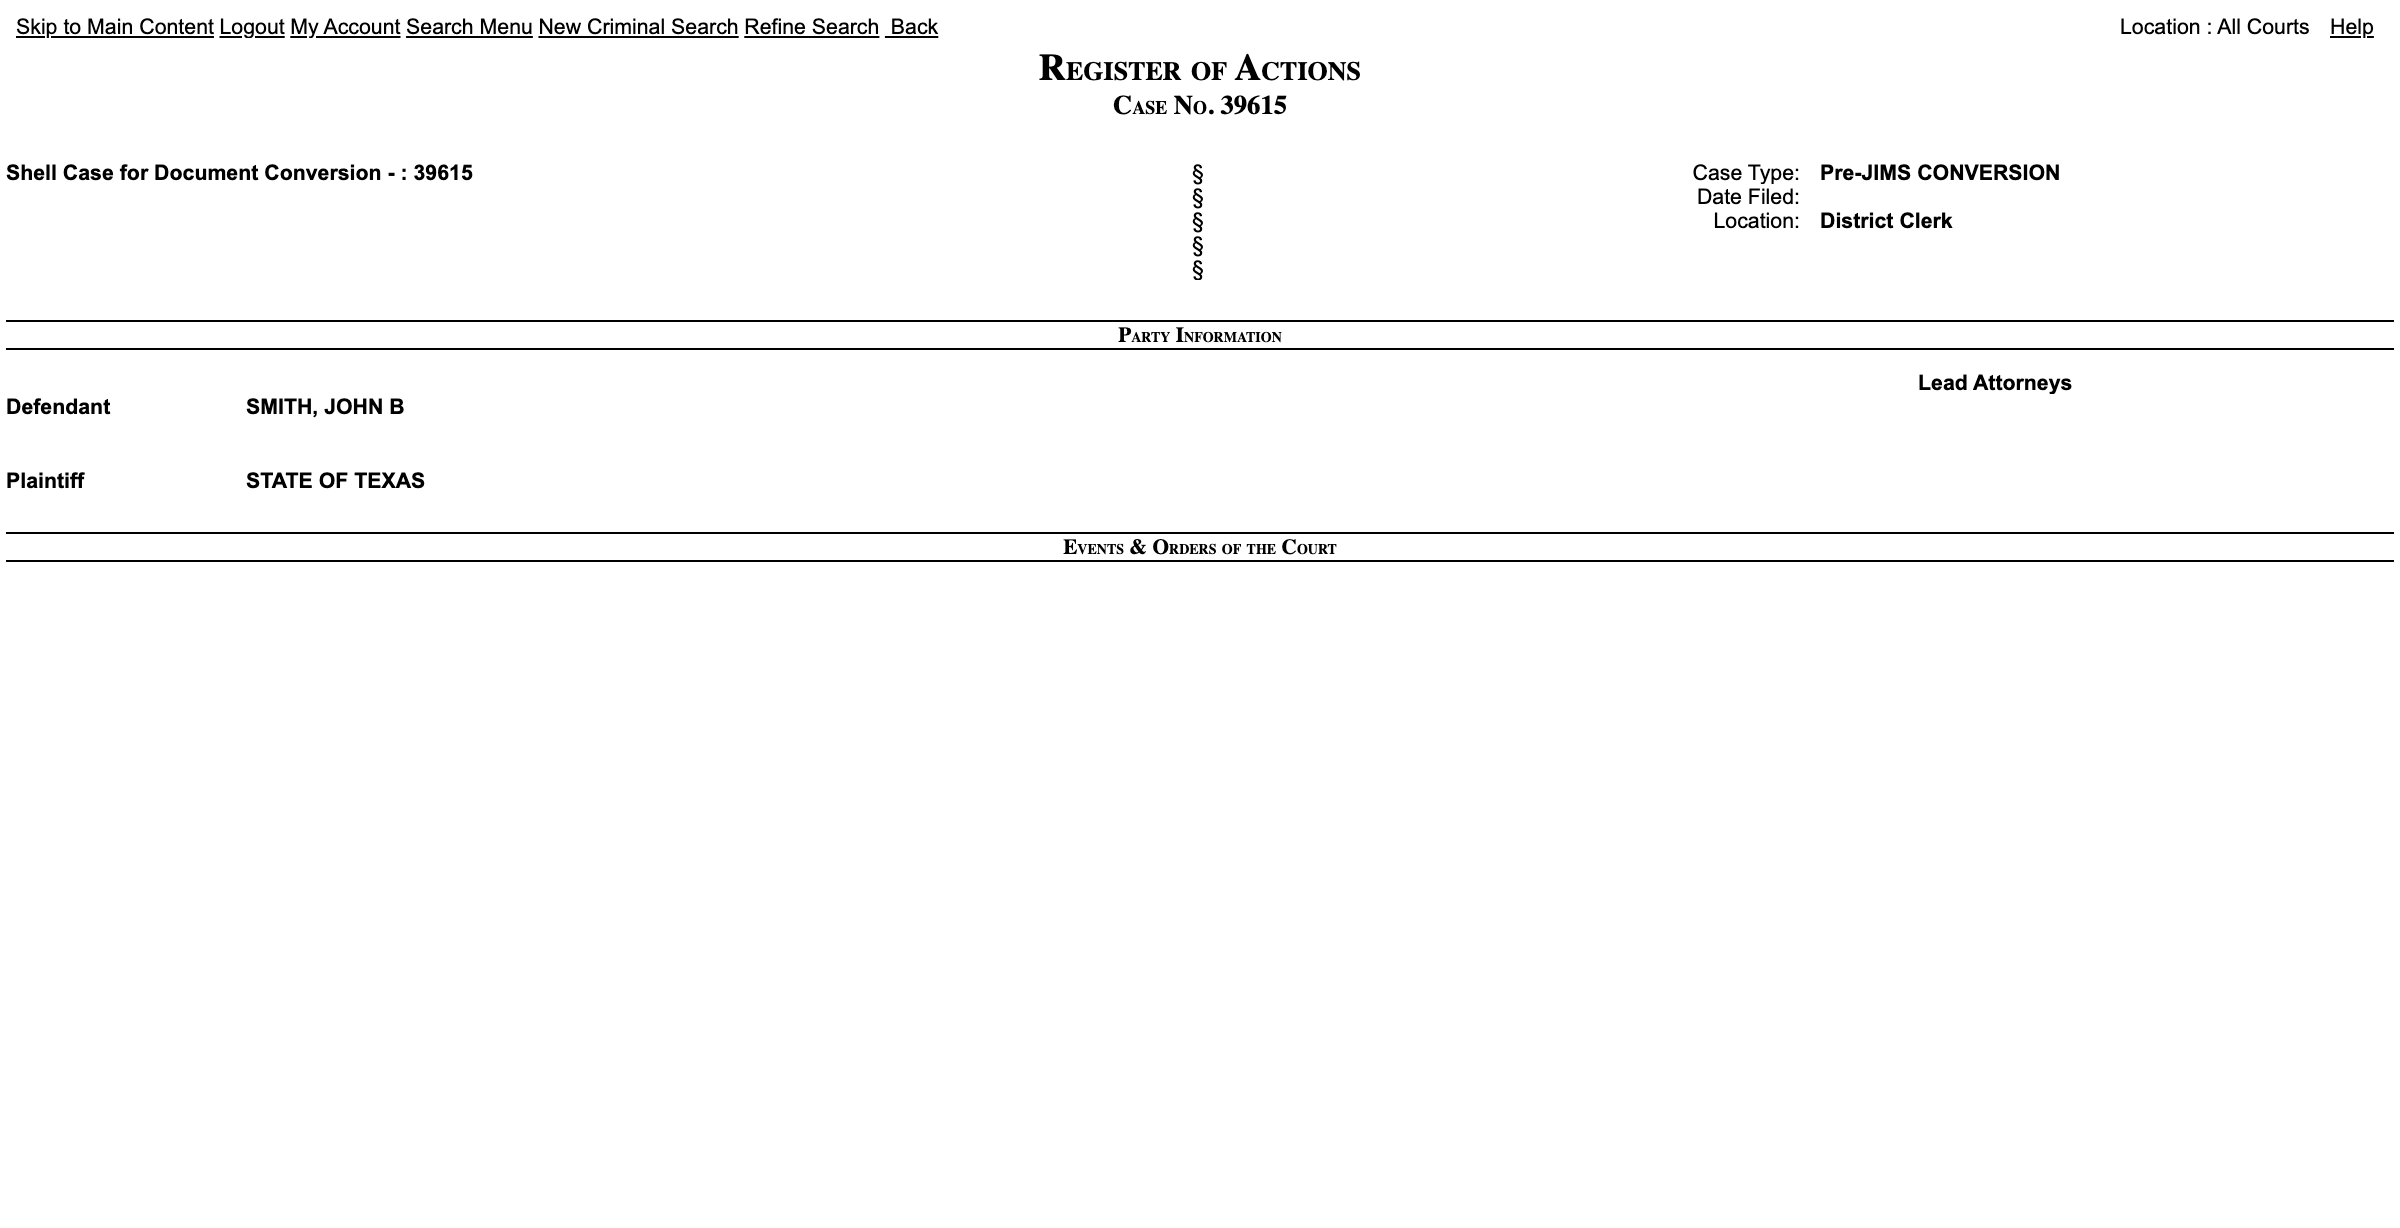 Skip to Main Content Logout My Account Search Menu New Criminal Search Refine Search Back Location : All Courts Help
Register of Actions
Case No. 39615
Shell Case for Document Conversion - : 39615 § Case Type: Pre-JIMS CONVERSION
§ Date Filed:
§ Location: District Clerk
§
§
Party Information
Lead Attorneys
Defendant SMITH, JOHN B
Plaintiff STATE OF TEXAS
Events & Orders of the Court